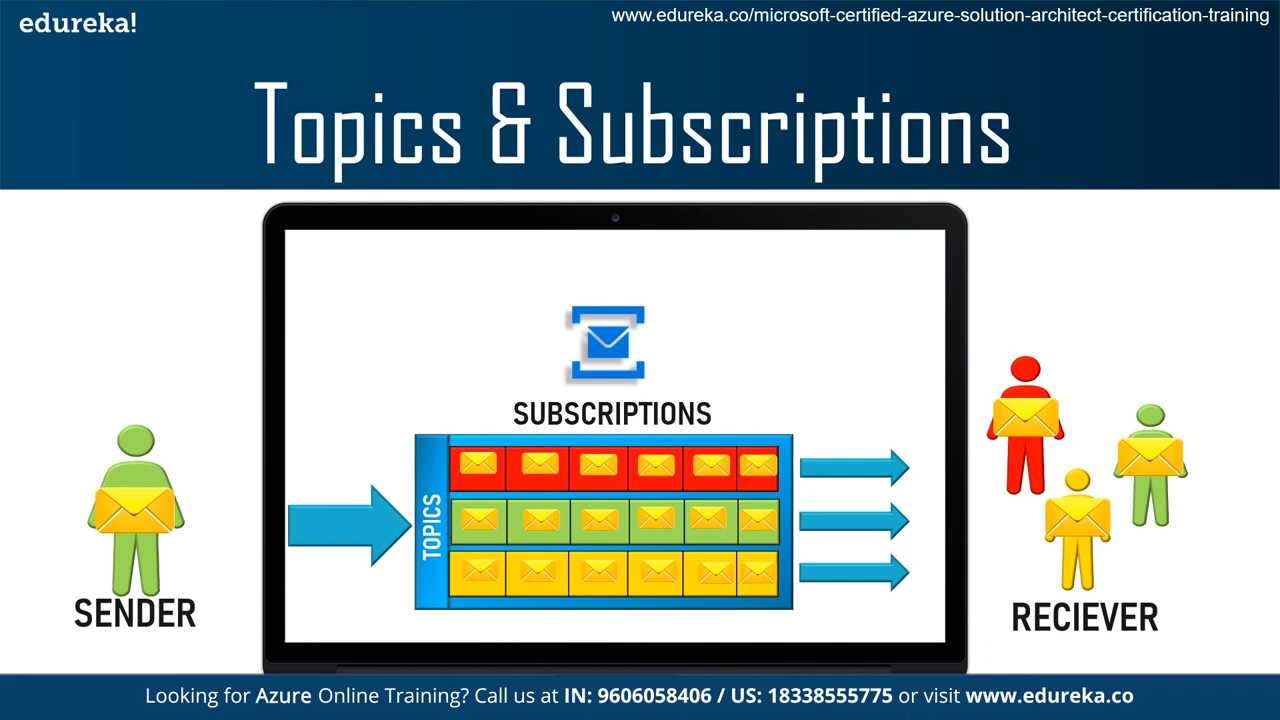 edureka!
www.edureka.co/microsoft-certified-azure-solution-architect-certification-training
Topics & Subscriptions
SUBSCRIPTIONS
TOPICS
SENDER
RECIEVER
Looking for Azure Online Training? Call us at IN: 9606058406 / US: 18338555775 or visit www.edureka.co